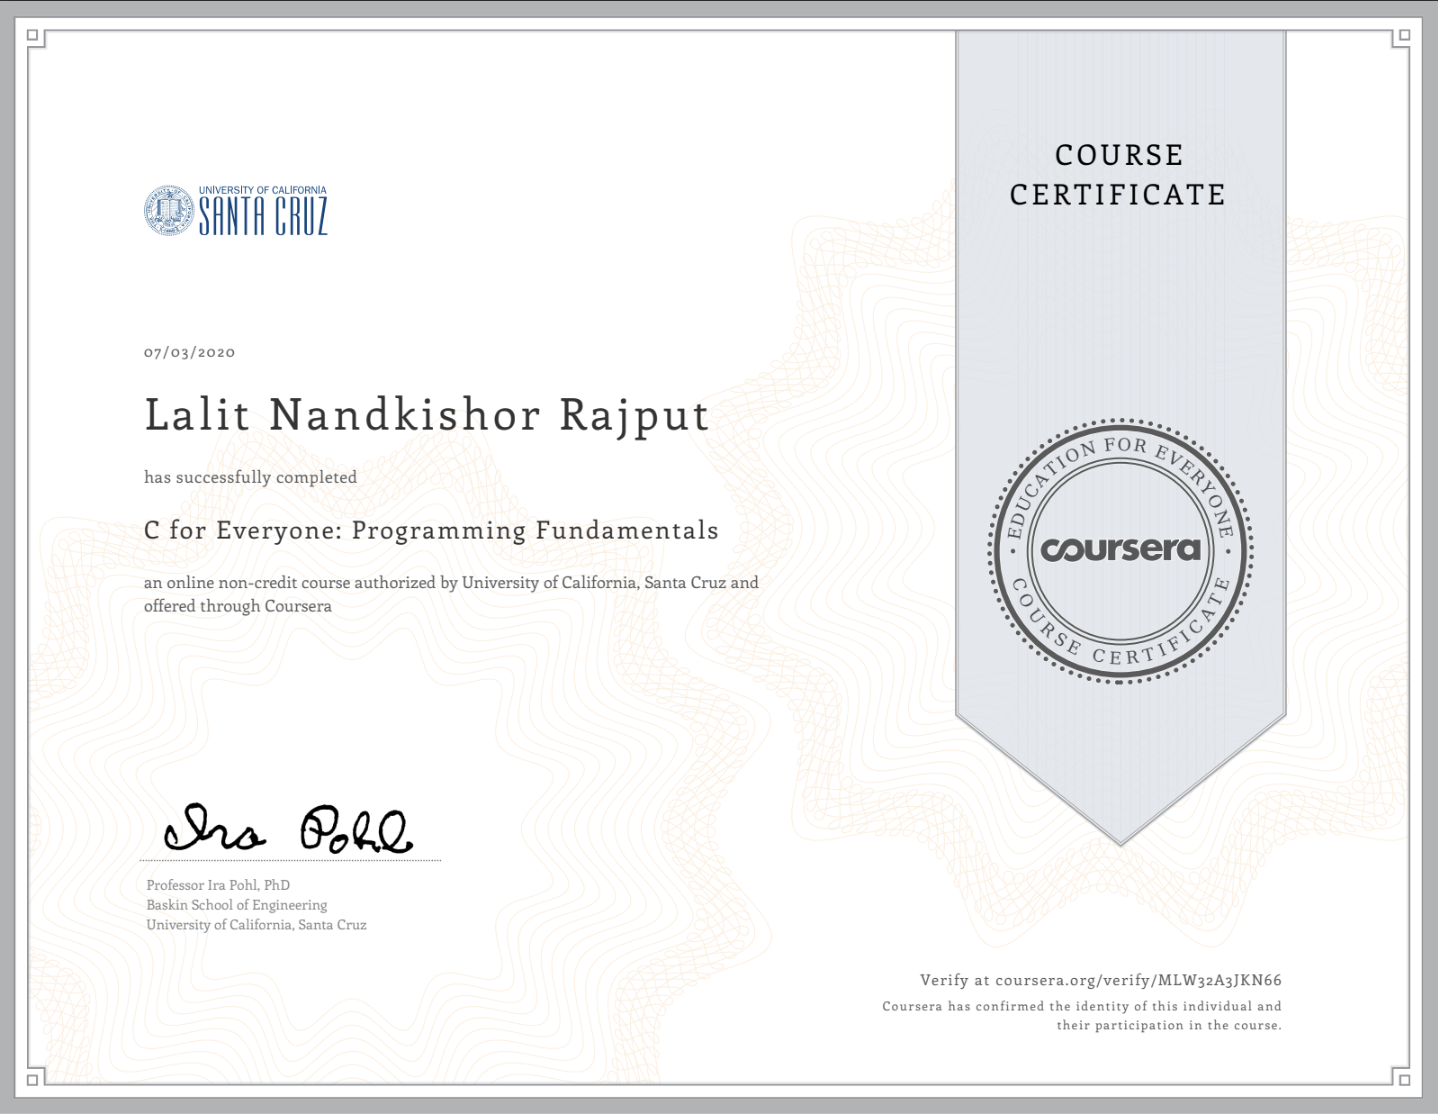 UNIVERSITY OF CALIFORNIA
SANTA CRUZ
07/03/2020
Lalit Nandkishor Rajput
has successfully completed
C for Everyone: Programming Fundamentals
an online non-credit course authorized by University of California, Santa Cruz and
offered through Coursera
Ira Pohl
Professor Ira Pohl, PhD
Baskin School of Engineering
University of California, Santa Cruz
COURSE
CERTIFICATE
EDUCATION FOR EVERYONE
coursera
COURSE CERTIFICATE
Verify at coursera.org/verify/MLW32A3JKN66
Coursera has confirmed the identity of this individual and
their participation in the course.